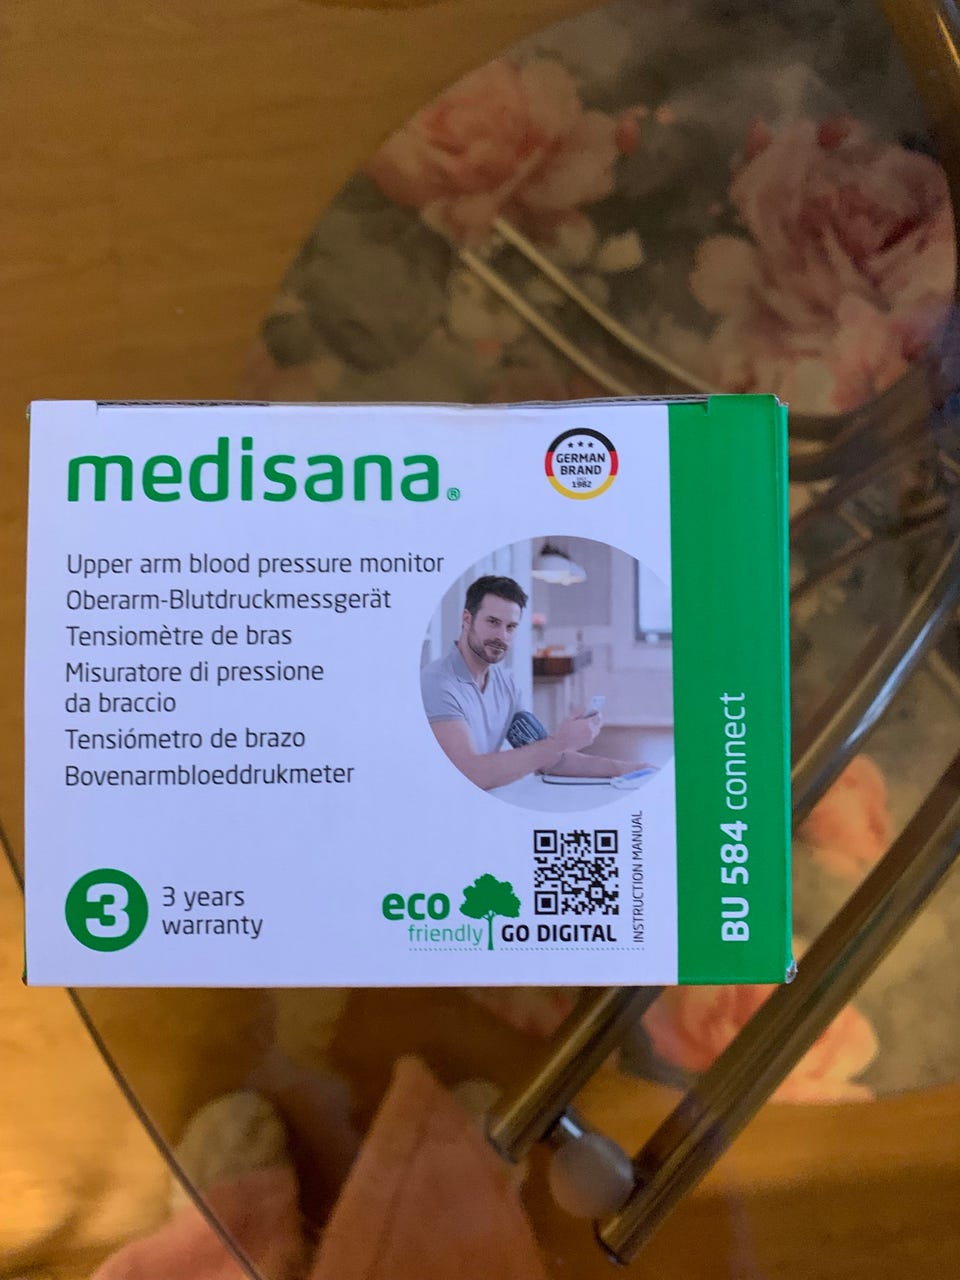 medisana®
GERMAN
BRAND
SINCE
1982
Upper arm blood pressure monitor
Oberarm-Blutdruckmessgerät
Tensiomètre de bras
Misuratore di pressione
da braccio
Tensiómetro de brazo
Bovenarmbloeddrukmeter
3
3 years
warranty
eco
friendly
GO DIGITAL
INSTRUCTION MANUAL
BU 584 connect